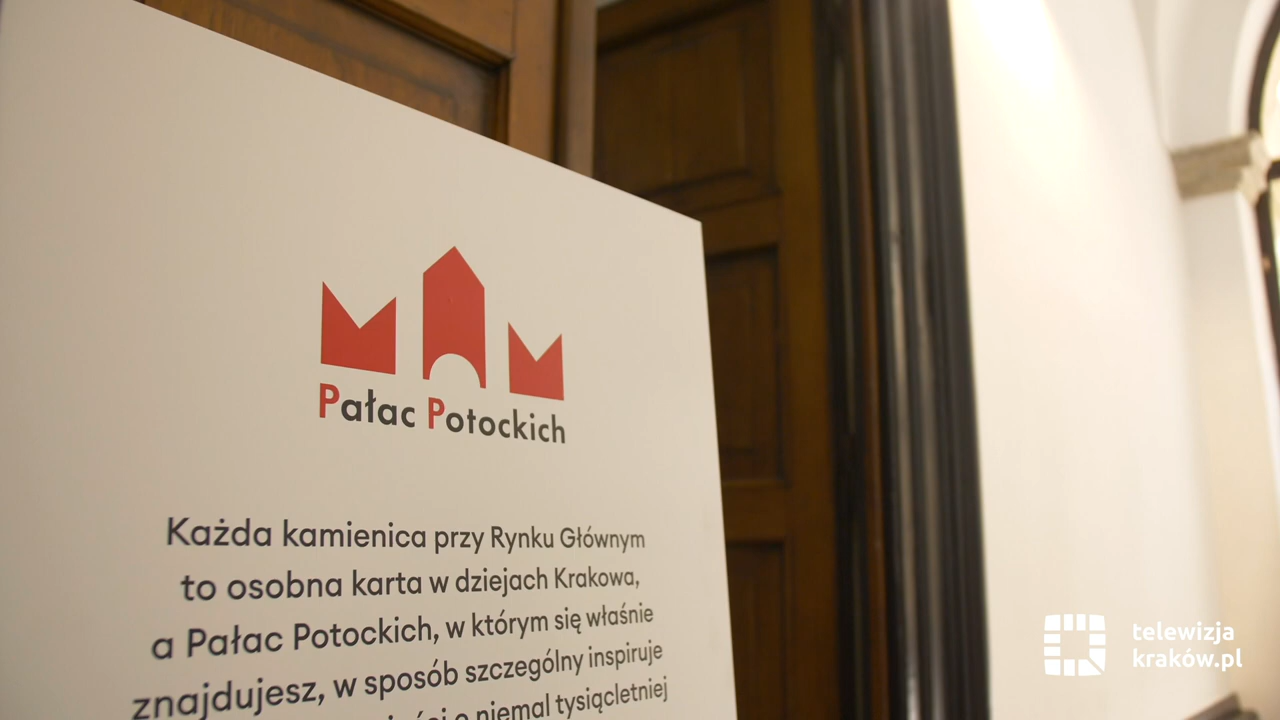 MAM
Pałac Potockich
Każda kamienica przy Rynku Głównym
to osobna karta w dziejach Krakowa,
a Pałac Potockich, w którym się właśnie
znajdujesz, w sposób szczególny inspiruje
o niemal tysiącletniej
telewizja
kraków.pl